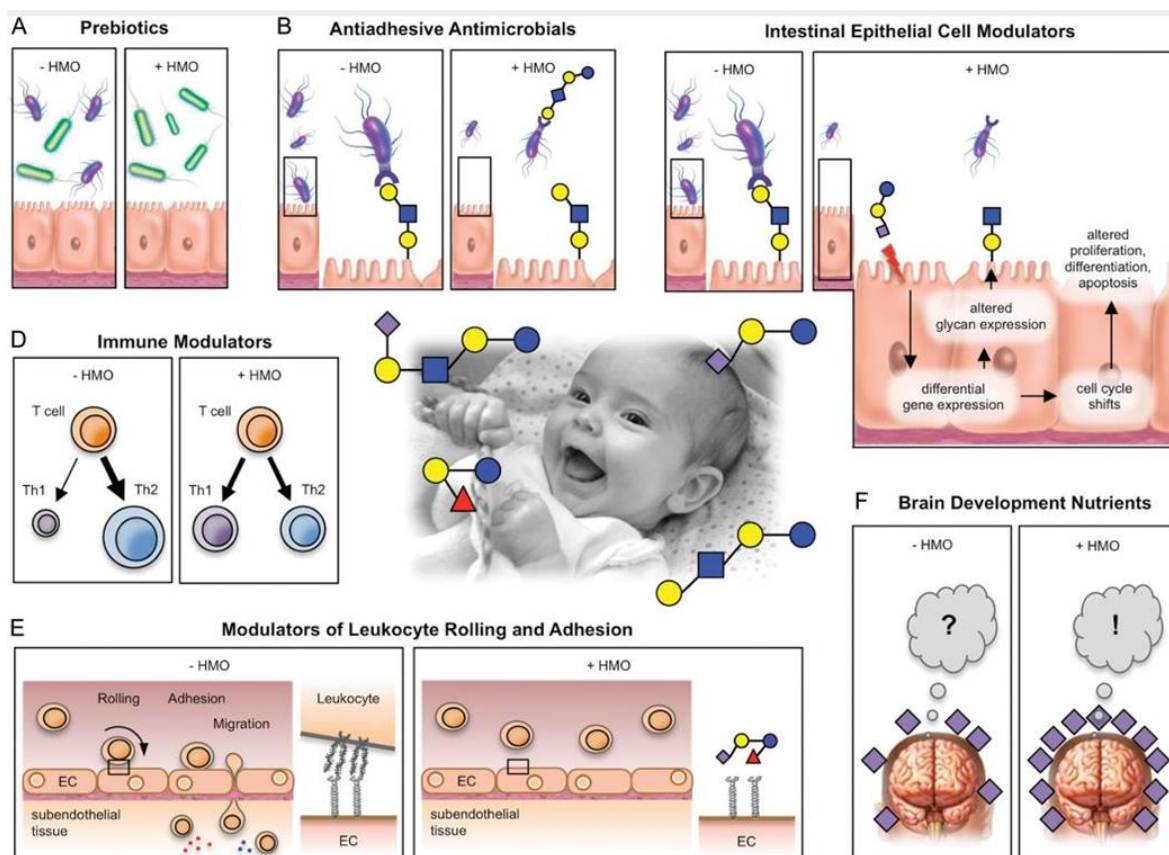 A
Prebiotics
- HMO
+ HMO
B
Antiadhesive Antimicrobials
- HMO
+ HMO
Intestinal Epithelial Cell Modulators
- HMO
+ HMO
altered
proliferation,
differentiation,
apoptosis
altered
glycan expression
differential
gene expression
cell cycle
shifts
D
Immune Modulators
- HMO
T cell
Th1
Th2
+ HMO
T cell
Th1
Th2
E
Modulators of Leukocyte Rolling and Adhesion
- HMO
Rolling
Adhesion
Migration
EC
subendothelial
tissue
Leukocyte
EC
+ HMO
EC
subendothelial
tissue
EC
F
Brain Development Nutrients
- HMO
?
+ HMO
!